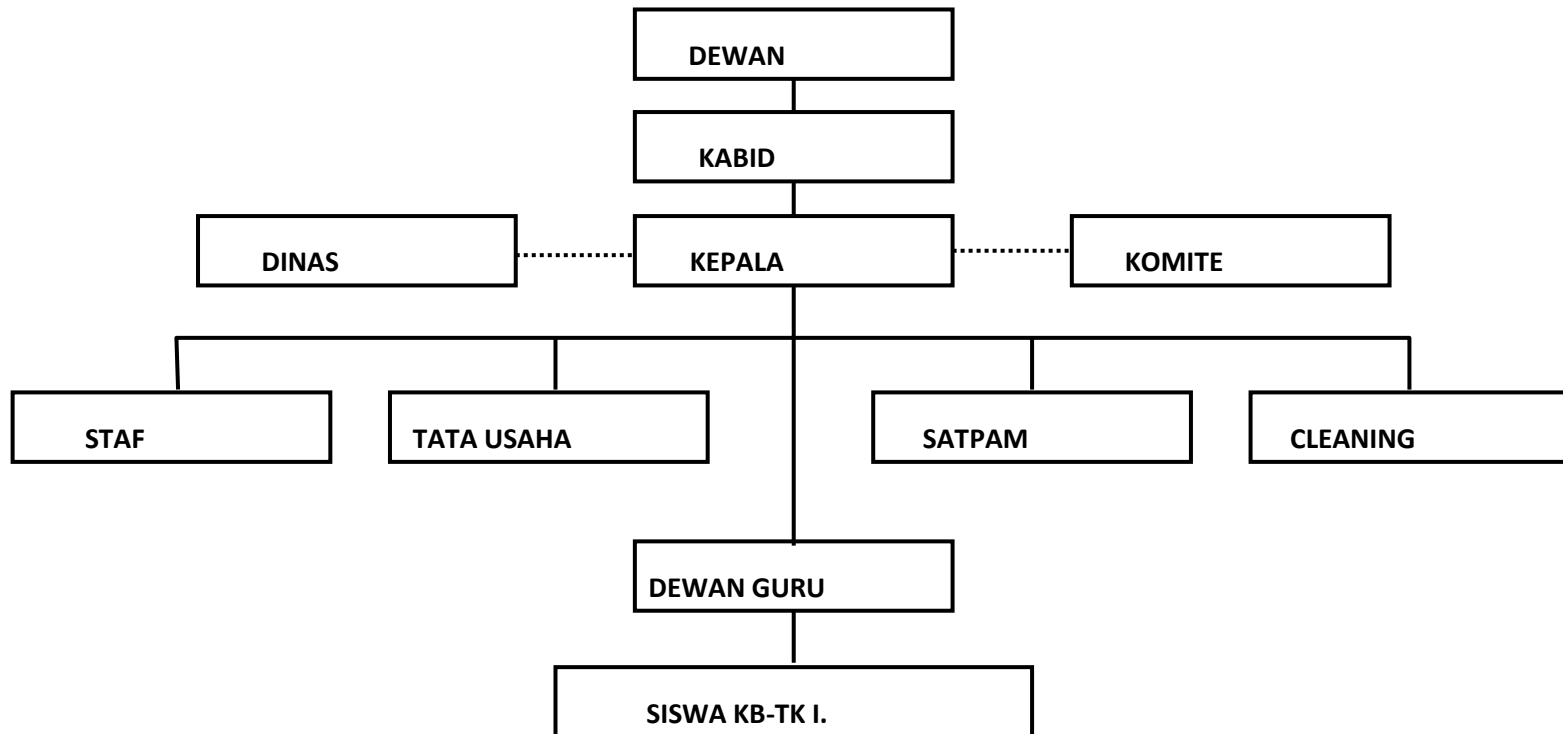 DEWAN
KABID
DINAS
KEPALA
KOMITE
STAF
TATA USAHA
SATPAM
CLEANING
DEWAN GURU
SISWA KB-TK I.